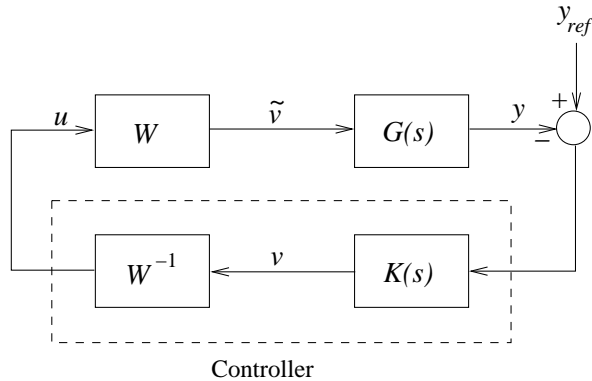 y_ref
+
u
W
ṽ
G(s)
y
−
W⁻¹
v
K(s)
Controller